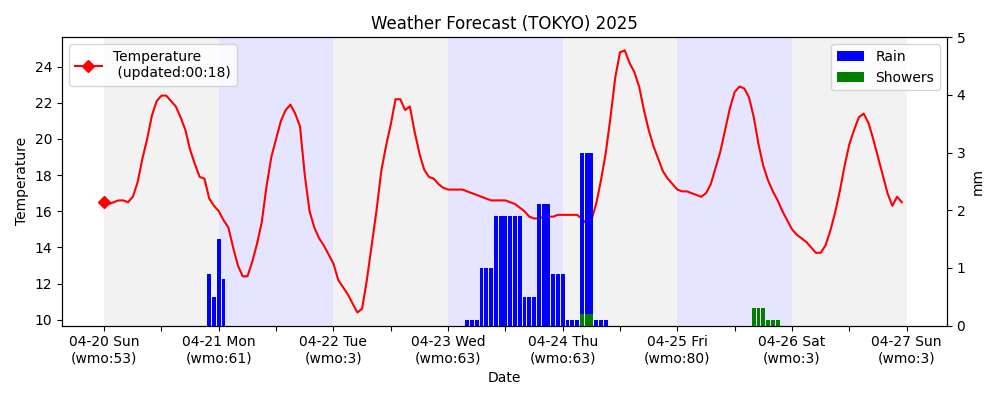 Weather Forecast (TOKYO) 2025
Temperature
(updated:00:18)
Rain
Showers
Temperature
24
22
20
18
16
14
12
10
5
4
3
2
1
0
mm
04-20 Sun
(wmo:53)
04-21 Mon
(wmo:61)
04-22 Tue
(wmo:3)
04-23 Wed
(wmo:63)
04-24 Thu
(wmo:63)
04-25 Fri
(wmo:80)
04-26 Sat
(wmo:3)
04-27 Sun
(wmo:3)
Date